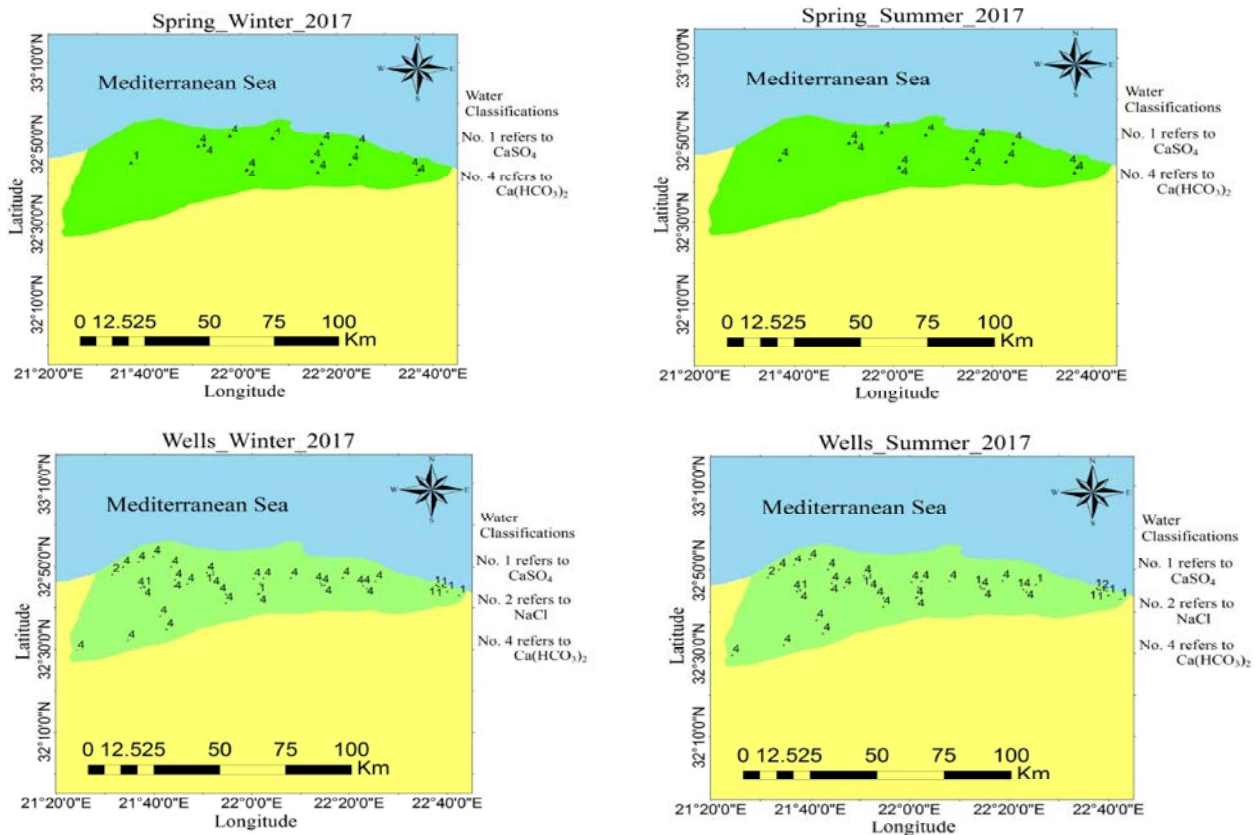 Spring_Winter_2017
Mediterranean Sea
N
W
E
S
Water
Classifications
No. 1 refers to
CaSO₄
No. 4 refers to
Ca(HCO₃)₂
Latitude
33°10'0"N
32°50'0"N
32°30'0"N
32°10'0"N
0 12.525 50 75 100
Km
21°20'0"E 21°40'0"E 22°0'0"E 22°20'0"E 22°40'0"E
Longitude
Spring_Summer_2017
Mediterranean Sea
N
W
E
S
Water
Classifications
No. 1 refers to
CaSO₄
No. 4 refers to
Ca(HCO₃)₂
Latitude
33°10'0"N
32°50'0"N
32°30'0"N
32°10'0"N
0 12.525 50 75 100
Km
21°20'0"E 21°40'0"E 22°0'0"E 22°20'0"E 22°40'0"E
Longitude
Wells_Winter_2017
Mediterranean Sea
N
W
E
S
Water
Classifications
No. 1 refers to
CaSO₄
No. 2 refers to
NaCl
No. 4 refers to
Ca(HCO₃)₂
Latitude
33°10'0"N
32°50'0"N
32°30'0"N
32°10'0"N
0 12.525 50 75 100
Km
21°20'0"E 21°40'0"E 22°0'0"E 22°20'0"E 22°40'0"E
Longitude
Wells_Summer_2017
Mediterranean Sea
N
W
E
S
Water
Classifications
No. 1 refers to
CaSO₄
No. 2 refers to
NaCl
No. 4 refers to
Ca(HCO₃)₂
Latitude
33°10'0"N
32°50'0"N
32°30'0"N
32°10'0"N
0 12.525 50 75 100
Km
21°20'0"E 21°40'0"E 22°0'0"E 22°20'0"E 22°40'0"E
Longitude